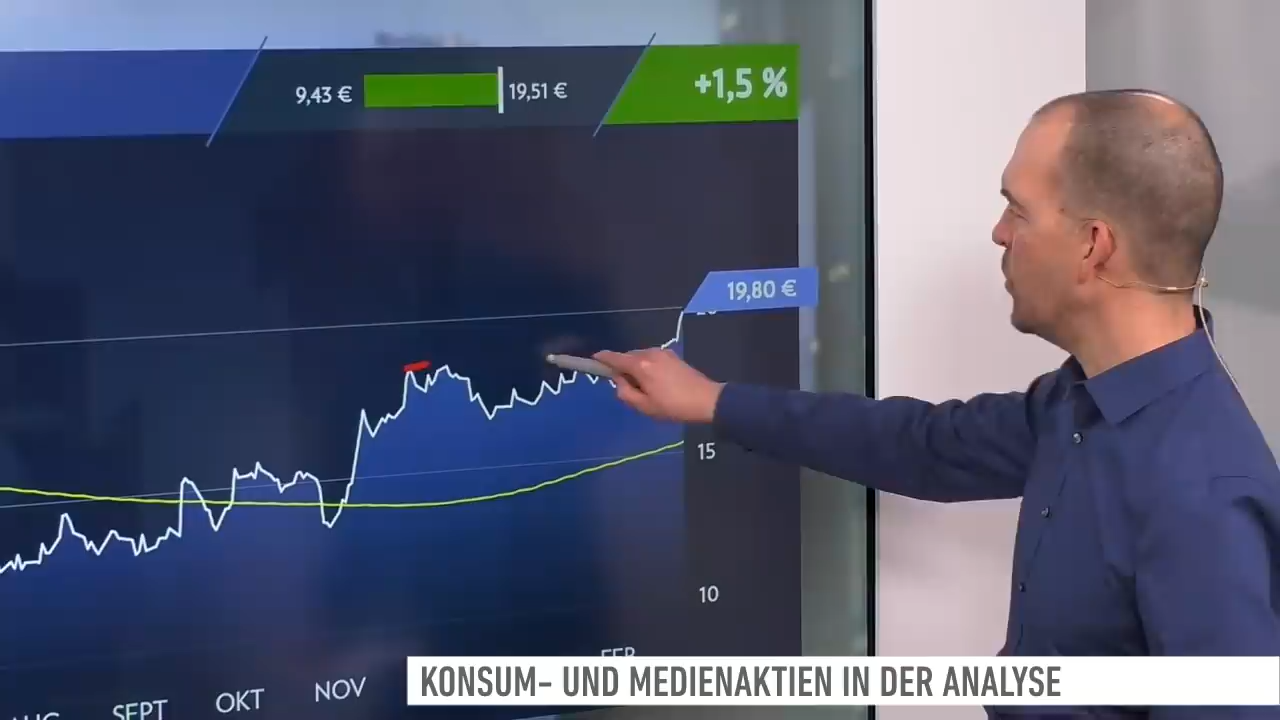 9,43 € 19,51 € +1,5 %
19,80 €
15
10
SEPT OKT NOV
KONSUM- UND MEDIENAKTIEN IN DER ANALYSE